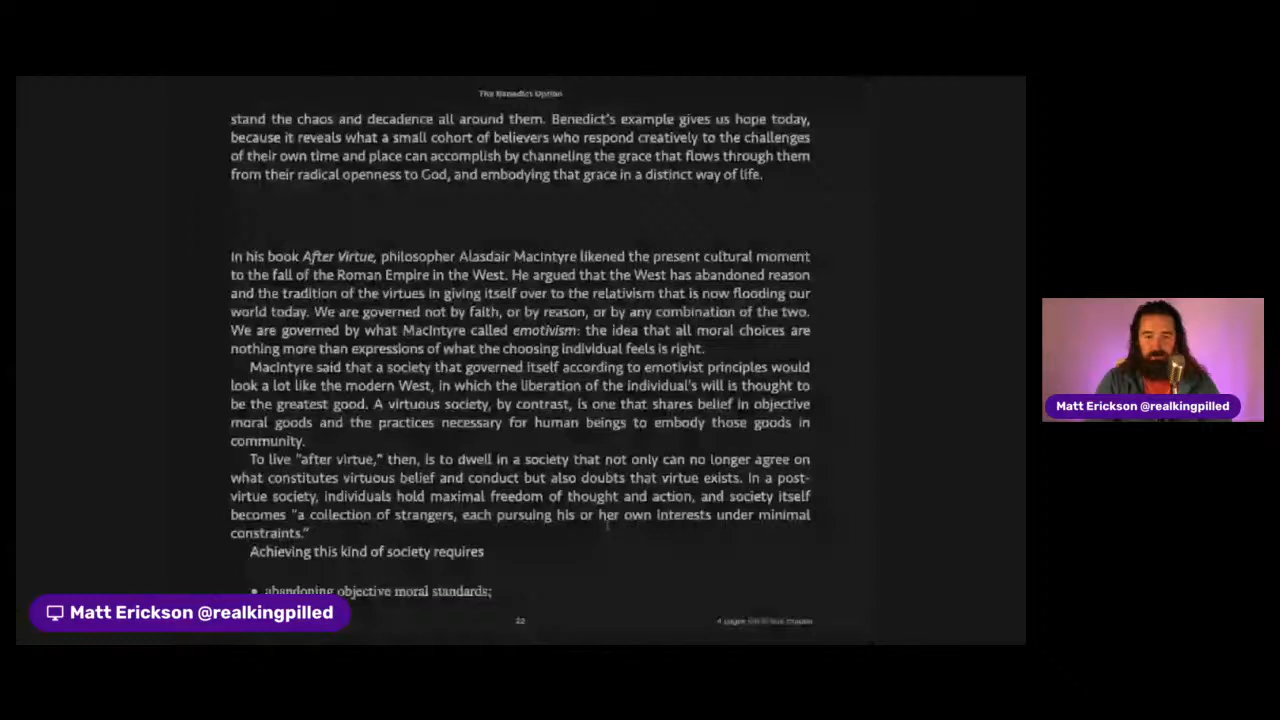 The Benedict Option
stand the chaos and decadence all around them. Benedict's example gives us hope today,
because it reveals what a small cohort of believers who respond creatively to the challenges
of their own time and place can accomplish by channeling the grace that flows through them
from their radical openness to God, and embodying that grace in a distinct way of life.
In his book After Virtue, philosopher Alasdair MacIntyre likened the present cultural moment
to the fall of the Roman Empire in the West. He argued that the West has abandoned reason
and the tradition of the virtues in giving itself over to the relativism that is now flooding our
world today. We are governed not by faith, or by reason, or by any combination of the two.
We are governed by what MacIntyre called emotivism: the idea that all moral choices are
nothing more than expressions of what the choosing individual feels is right.
MacIntyre said that a society that governed itself according to emotivist principles would
look a lot like the modern West, in which the liberation of the individual's will is thought to
be the greatest good. A virtuous society, by contrast, is one that shares belief in objective
moral goods and the practices necessary for human beings to embody those goods in
community.
To live "after virtue," then, is to dwell in a society that not only can no longer agree on
what constitutes virtuous belief and conduct but also doubts that virtue exists. In a post-
virtue society, individuals hold maximal freedom of thought and action, and society itself
becomes "a collection of strangers, each pursuing his or her own interests under minimal
constraints."
Achieving this kind of society requires
• abandoning objective moral standards;
22
4 pages left in this chapter
Matt Erickson @realkingpilled
Matt Erickson @realkingpilled